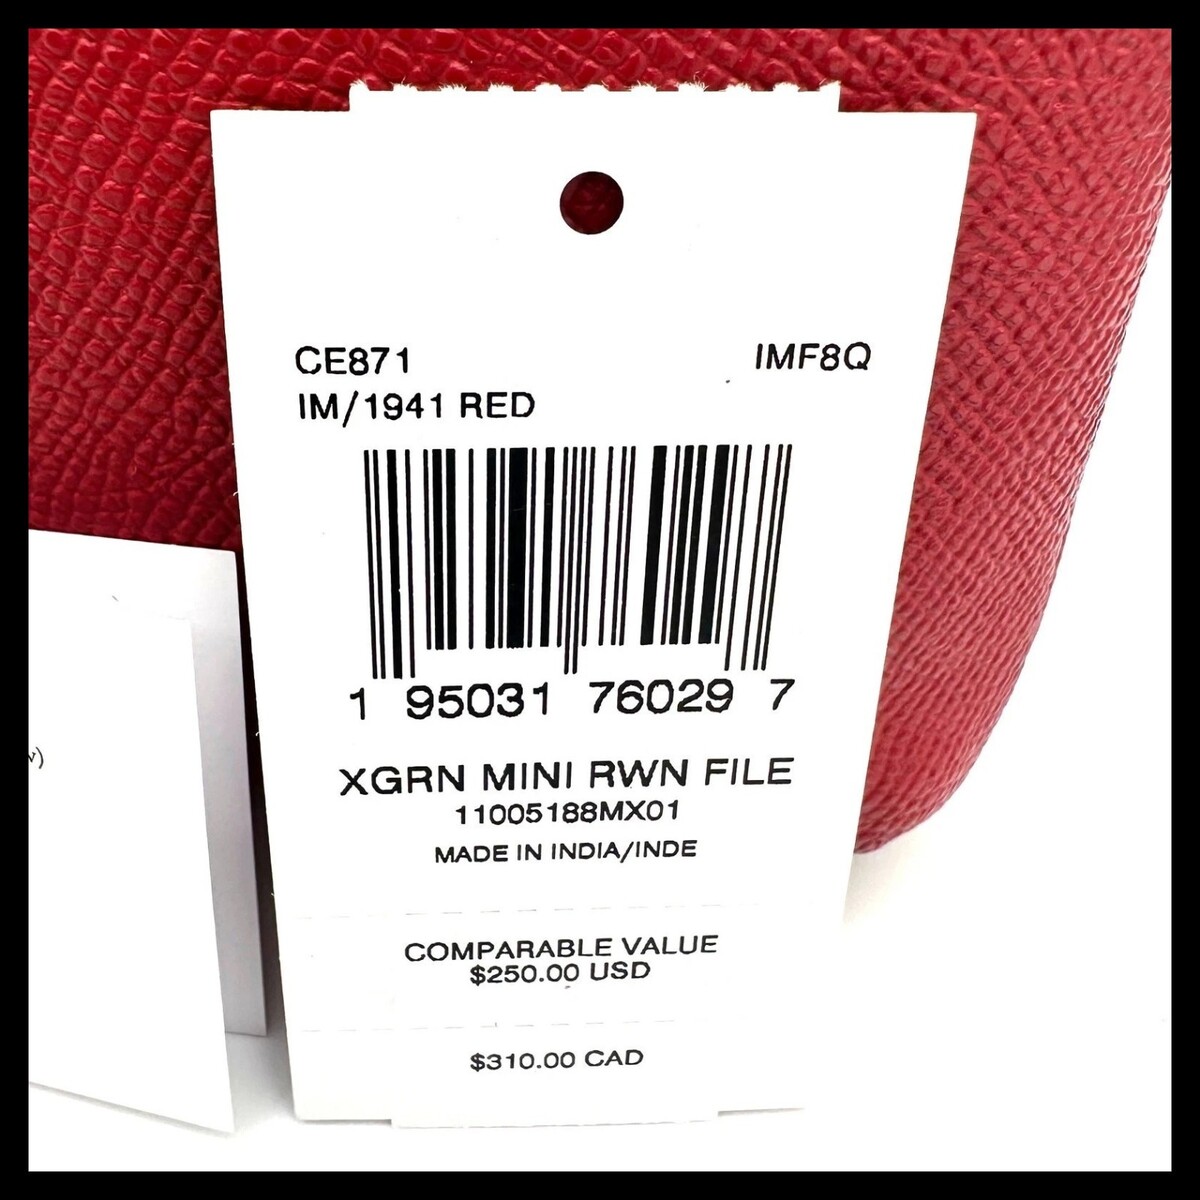 CE871 IMF8Q
IM/1941 RED
1 95031 76029 7
XGRN MINI RWN FILE
11005188MX01
MADE IN INDIA/INDE
COMPARABLE VALUE
$250.00 USD
$310.00 CAD